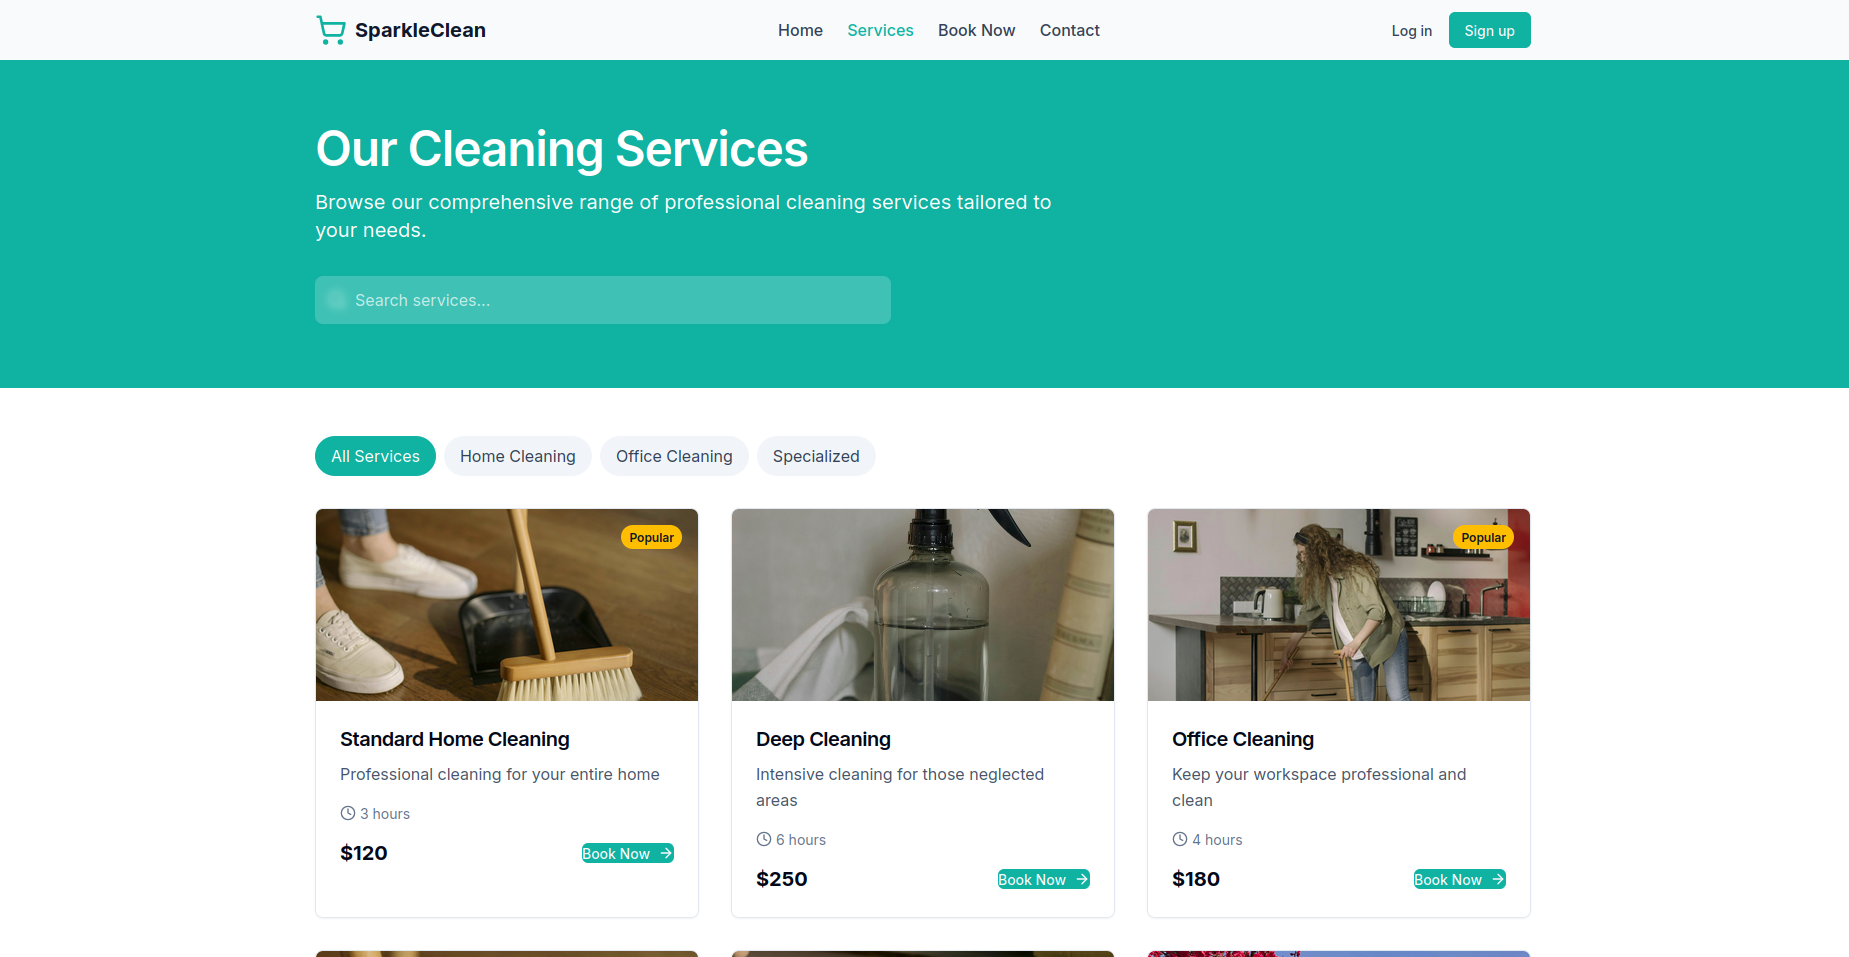 SparkleClean
Home
Services
Book Now
Contact
Log in
Sign up
Our Cleaning Services
Browse our comprehensive range of professional cleaning services tailored to
your needs.
Search services...
All Services
Home Cleaning
Office Cleaning
Specialized
Popular
Popular
Standard Home Cleaning
Professional cleaning for your entire home
3 hours
$120
Book Now
Deep Cleaning
Intensive cleaning for those neglected
areas
6 hours
$250
Book Now
Office Cleaning
Keep your workspace professional and
clean
4 hours
$180
Book Now